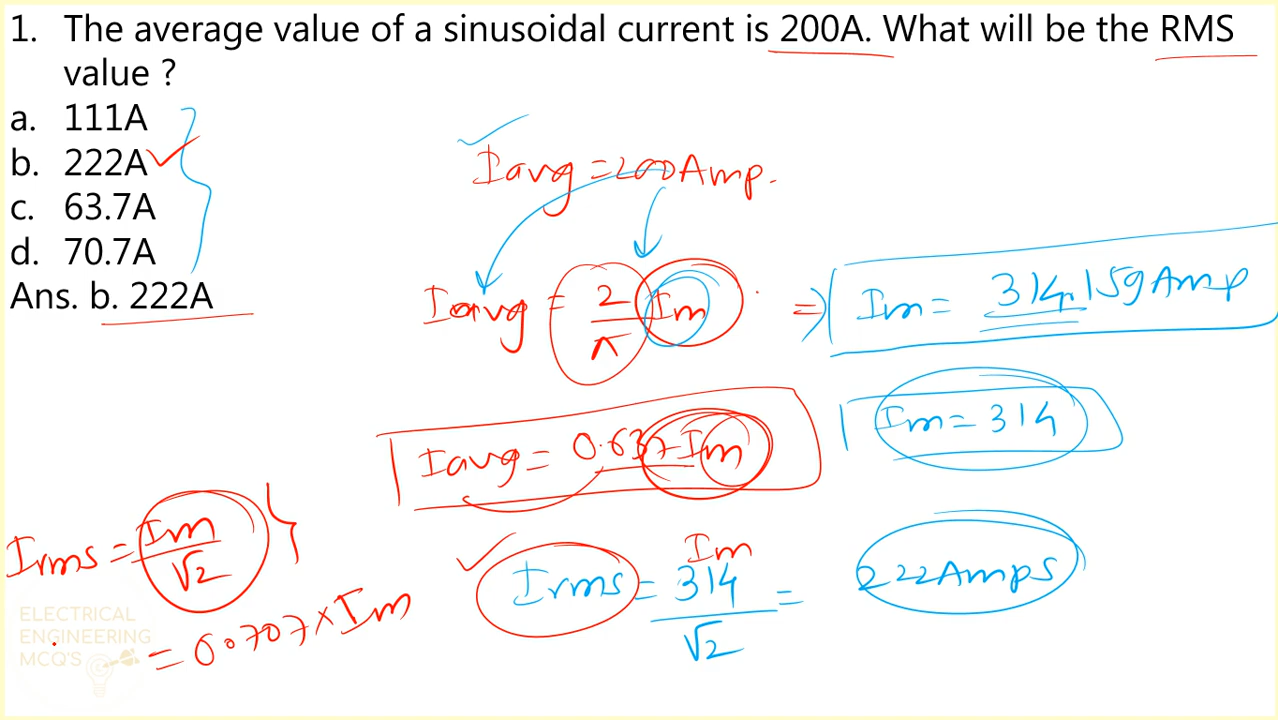 1. The average value of a sinusoidal current is 200A. What will be the RMS
value ?
a. 111A
b. 222A
c. 63.7A
d. 70.7A
Ans. b. 222A
Iavg = 200 Amp.
Iavg = 2/π Im ⇒ Im = 314.159 Amp
Im = 314
Iavg = 0.637 Im
Irms = Im/√2
= 0.707 × Im
Im
Irms = 314/√2 = 222 Amps
ELECTRICAL
ENGINEERING
MCQ'S